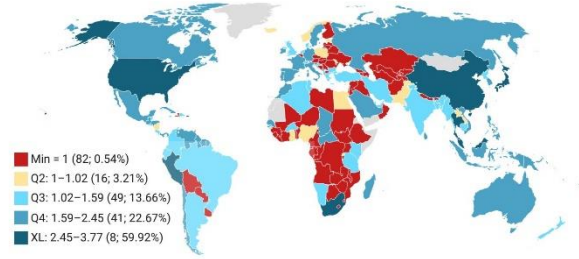 Min = 1 (82; 0.54%)
Q2: 1–1.02 (16; 3.21%)
Q3: 1.02–1.59 (49; 13.66%)
Q4: 1.59–2.45 (41; 22.67%)
XL: 2.45–3.77 (8; 59.92%)